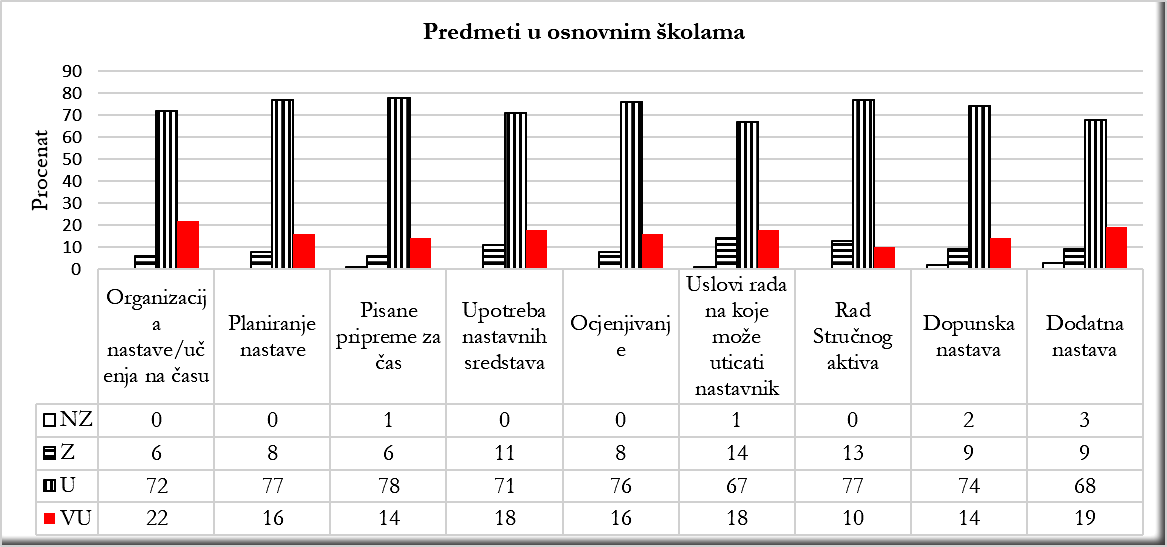 Predmeti u osnovnim školama
Procenat
90
80
70
60
50
40
30
20
10
0
Organizacij
a
nastave/uč
enja na času
Planiranje
nastave
Pisane
pripreme za
čas
Upotreba
nastavnih
sredstava
Ocjenjivanj
e
Uslovi rada
na koje
može
uticati
nastavnik
Rad
Stručnog
aktiva
Dopunska
nastava
Dodatna
nastava
NZ 0 0 1 0 0 1 0 2 3
Z 6 8 6 11 8 14 13 9 9
U 72 77 78 71 76 67 77 74 68
VU 22 16 14 18 16 18 10 14 19